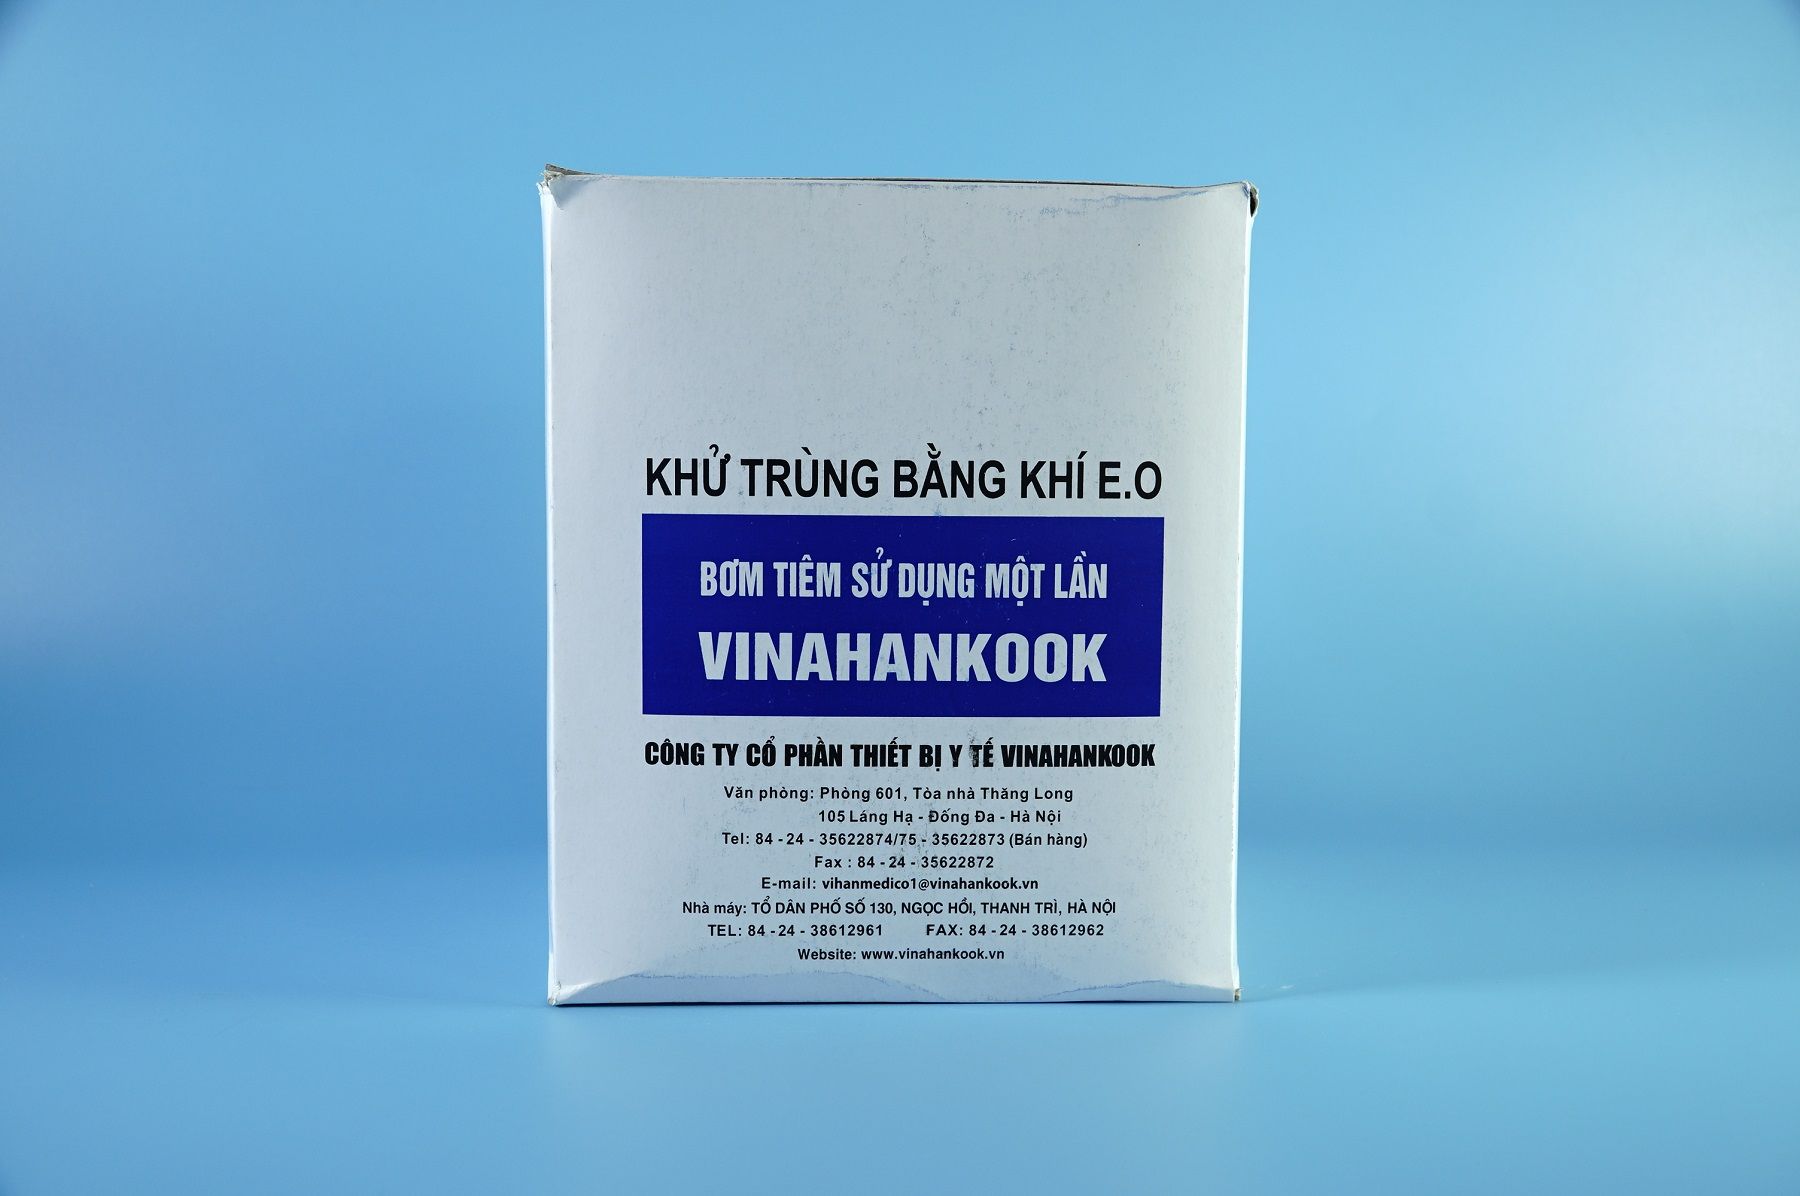 KHỬ TRÙNG BẰNG KHÍ E.O
BƠM TIÊM SỬ DỤNG MỘT LẦN
VINAHANKOOK
CÔNG TY CỔ PHẦN THIẾT BỊ Y TẾ VINAHANKOOK
Văn phòng: Phòng 601, Tòa nhà Thăng Long
105 Láng Hạ - Đống Đa - Hà Nội
Tel: 84 - 24 - 35622874/75 - 35622873 (Bán hàng)
Fax : 84 - 24 - 35622872
E-mail: vihanmedico1@vinahankook.vn
Nhà máy: TỔ DÂN PHỐ SỐ 130, NGỌC HỒI, THANH TRÌ, HÀ NỘI
TEL: 84 - 24 - 38612961 FAX: 84 - 24 - 38612962
Website: www.vinahankook.vn